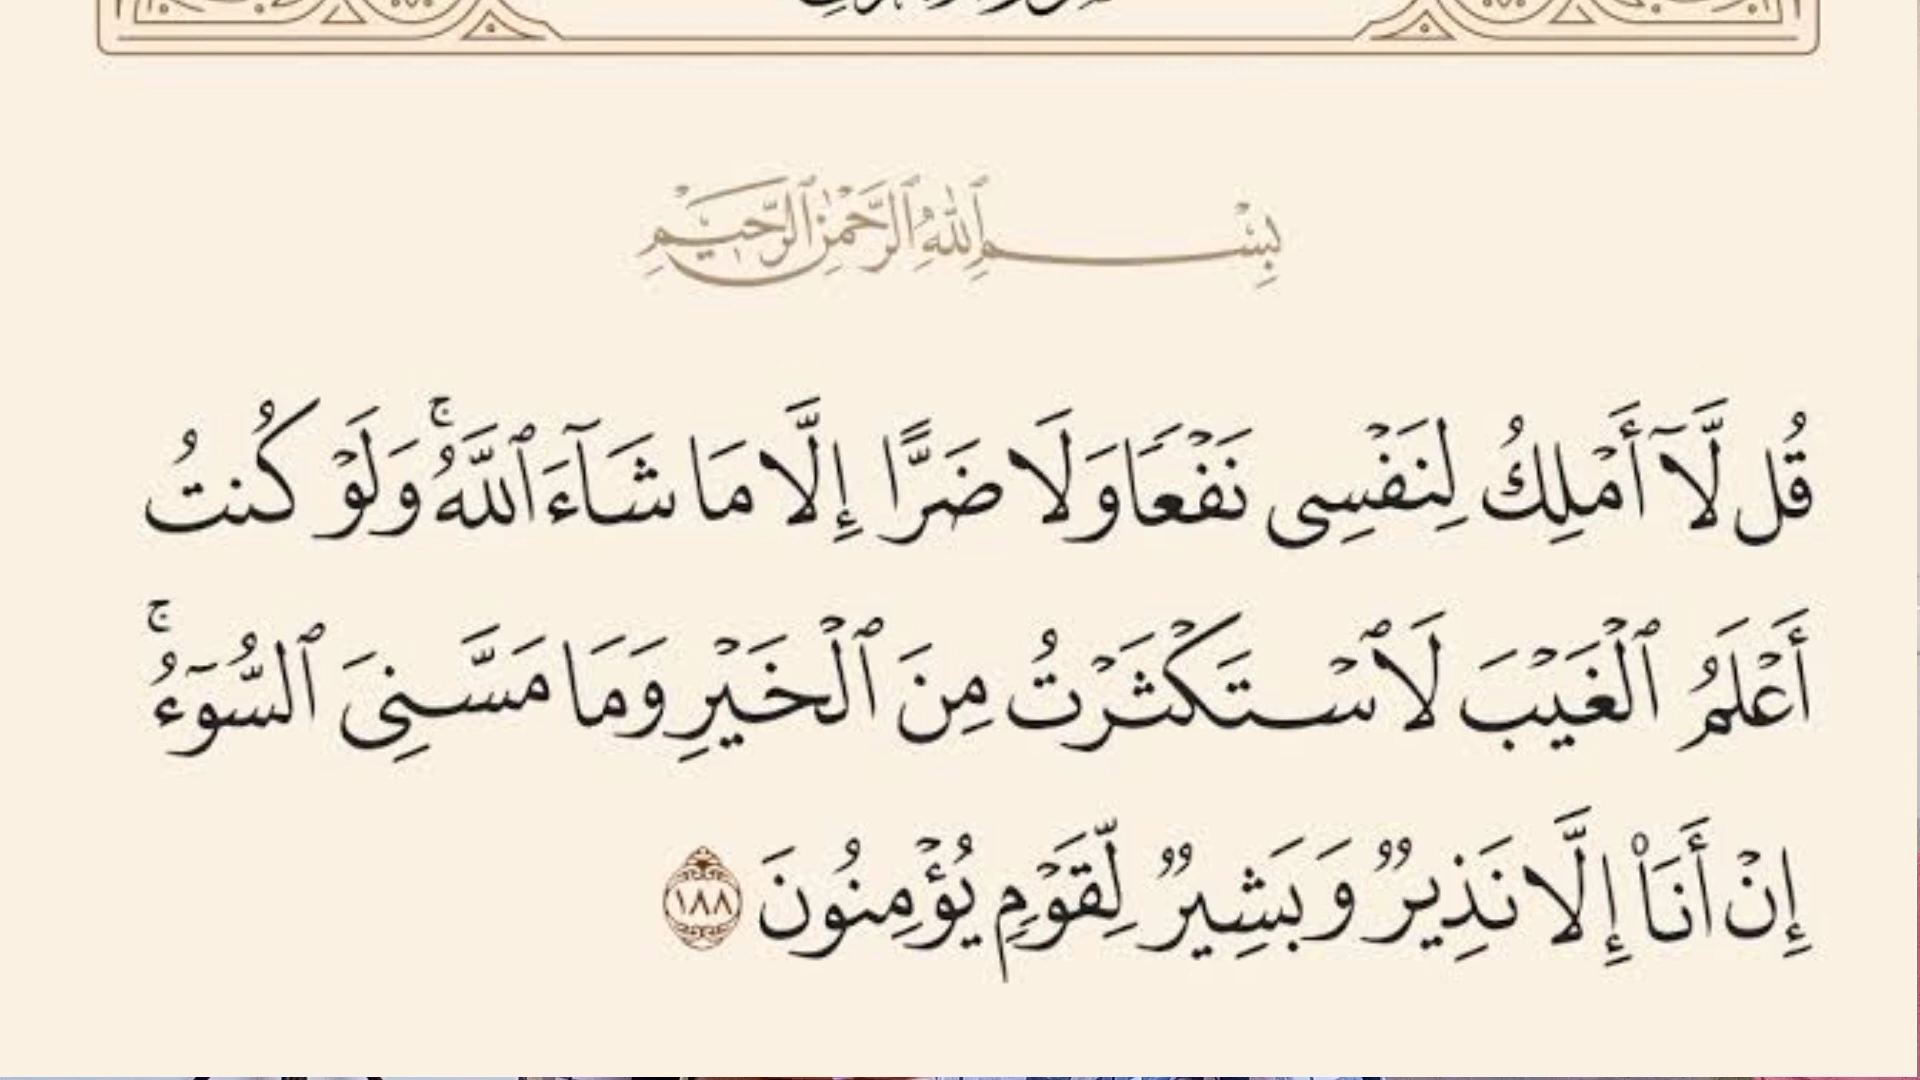 بِسْمِ ٱللَّهِ ٱلرَّحْمَٰنِ ٱلرَّحِيمِ
قُل لَّآ أَمْلِكُ لِنَفْسِى نَفْعًا وَلَا ضَرًّا إِلَّا مَا شَآءَ ٱللَّهُ ۚ وَلَوْ كُنتُ
أَعْلَمُ ٱلْغَيْبَ لَٱسْتَكْثَرْتُ مِنَ ٱلْخَيْرِ وَمَا مَسَّنِىَ ٱلسُّوٓءُ ۚ
إِنْ أَنَا۠ إِلَّا نَذِيرٌ وَبَشِيرٌ لِّقَوْمٍ يُؤْمِنُونَ ١٨٨